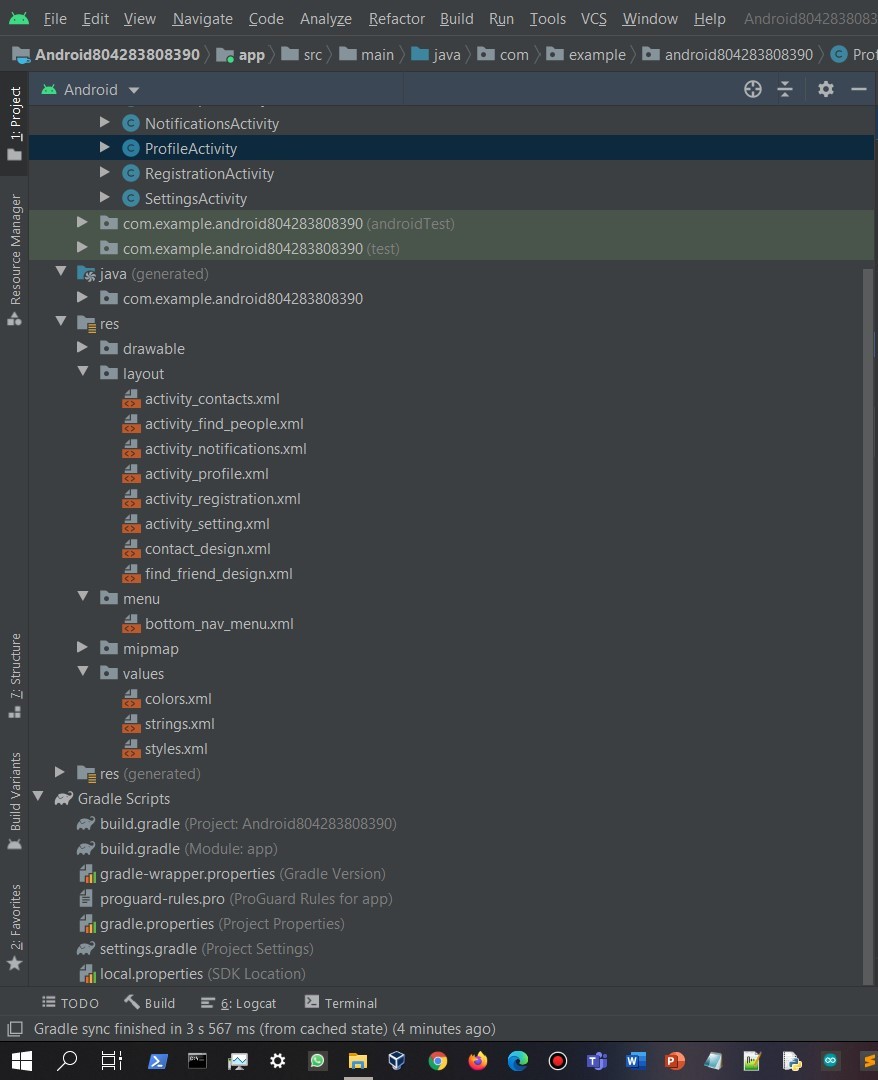 File Edit View Navigate Code Analyze Refactor Build Run Tools VCS Window Help Android8042838083
Android804283808390 app src main java com example android804283808390 Prof
Android
1: Project
NotificationsActivity
ProfileActivity
RegistrationActivity
SettingsActivity
Resource Manager
com.example.android804283808390 (androidTest)
com.example.android804283808390 (test)
java (generated)
com.example.android804283808390
res
drawable
layout
activity_contacts.xml
activity_find_people.xml
activity_notifications.xml
activity_profile.xml
activity_registration.xml
activity_setting.xml
contact_design.xml
find_friend_design.xml
menu
bottom_nav_menu.xml
mipmap
7: Structure
values
colors.xml
strings.xml
styles.xml
res (generated)
Build Variants
Gradle Scripts
build.gradle (Project: Android804283808390)
build.gradle (Module: app)
gradle-wrapper.properties (Gradle Version)
proguard-rules.pro (ProGuard Rules for app)
2: Favorites
gradle.properties (Project Properties)
settings.gradle (Project Settings)
local.properties (SDK Location)
TODO Build 6: Logcat Terminal
Gradle sync finished in 3 s 567 ms (from cached state) (4 minutes ago)